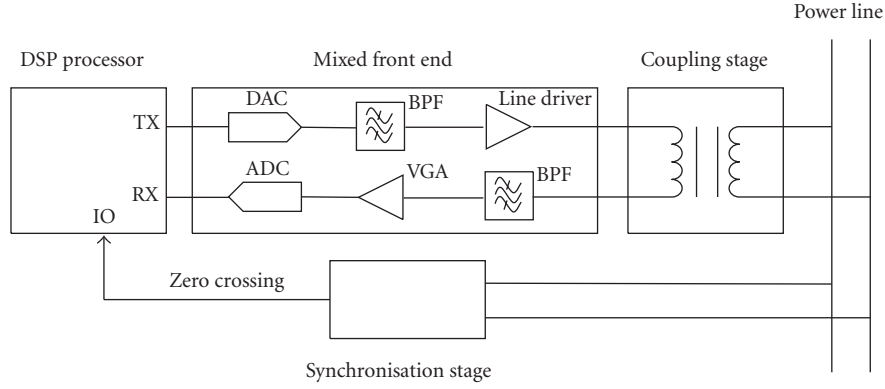 Power line
DSP processor
Mixed front end
Coupling stage
DAC
BPF
Line driver
TX
ADC
VGA
BPF
RX
IO
Zero crossing
Synchronisation stage